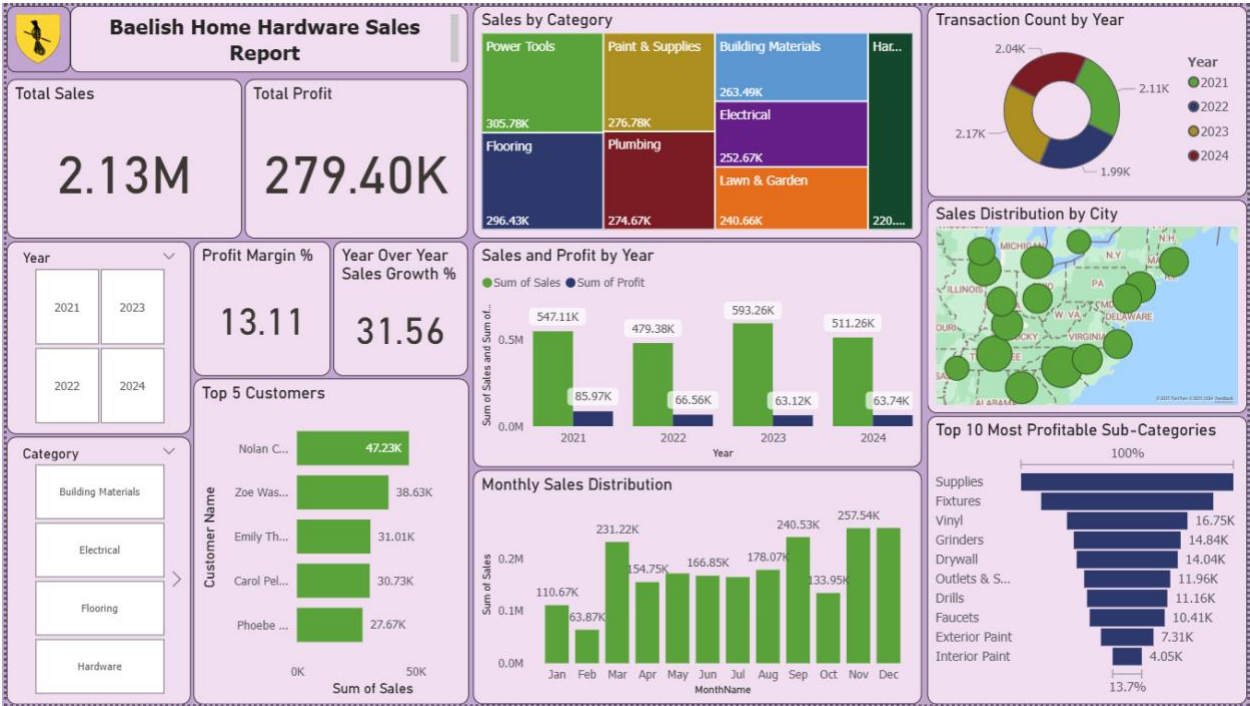 Baelish Home Hardware Sales
Report
Total Sales
2.13M
Total Profit
279.40K
Year
2021
2023
2022
2024
Profit Margin %
13.11
Year Over Year
Sales Growth %
31.56
Category
Building Materials
Electrical
Flooring
Hardware
Top 5 Customers
Customer Name
Nolan C... 47.23K
Zoe Was... 38.63K
Emily Th... 31.01K
Carol Pel... 30.73K
Phoebe ... 27.67K
0K 50K
Sum of Sales
Sales by Category
Power Tools
305.78K
Flooring
296.43K
Paint & Supplies
276.78K
Plumbing
274.67K
Building Materials
263.49K
Electrical
252.67K
Lawn & Garden
240.66K
Har...
220....
Sales and Profit by Year
Sum of Sales Sum of Profit
Sum of Sales and Sum of...
0.5M
0.0M
547.11K 85.97K
479.38K 66.56K
593.26K 63.12K
511.26K 63.74K
2021 2022 2023 2024
Year
Monthly Sales Distribution
Sum of Sales
0.2M
0.1M
0.0M
110.67K 63.87K 231.22K 154.75K 166.85K 178.07K 240.53K 133.95K 257.54K
Jan Feb Mar Apr May Jun Jul Aug Sep Oct Nov Dec
MonthName
Transaction Count by Year
2.04K
2.11K
2.17K
1.99K
Year
2021
2022
2023
2024
Sales Distribution by City
MICHIGAN
N.H.
N.Y.
MA
ILLINOIS
PA
MD
W. VA
DELAWARE
VIRGINIA
ALABAMA
Top 10 Most Profitable Sub-Categories
100%
Supplies
Fixtures
Vinyl 16.75K
Grinders 14.84K
Drywall 14.04K
Outlets & S... 11.96K
Drills 11.16K
Faucets 10.41K
Exterior Paint 7.31K
Interior Paint 4.05K
13.7%